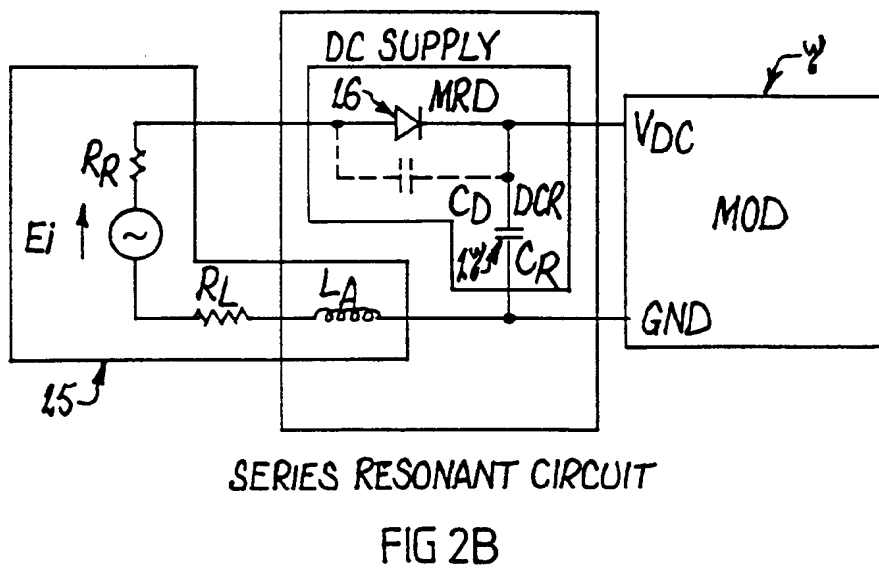 DC SUPPLY
16
MRD
VDC
RR
Ei
~
CD
DCR
CR
MOD
RL
LA
GND
15
SERIES RESONANT CIRCUIT
FIG 2B